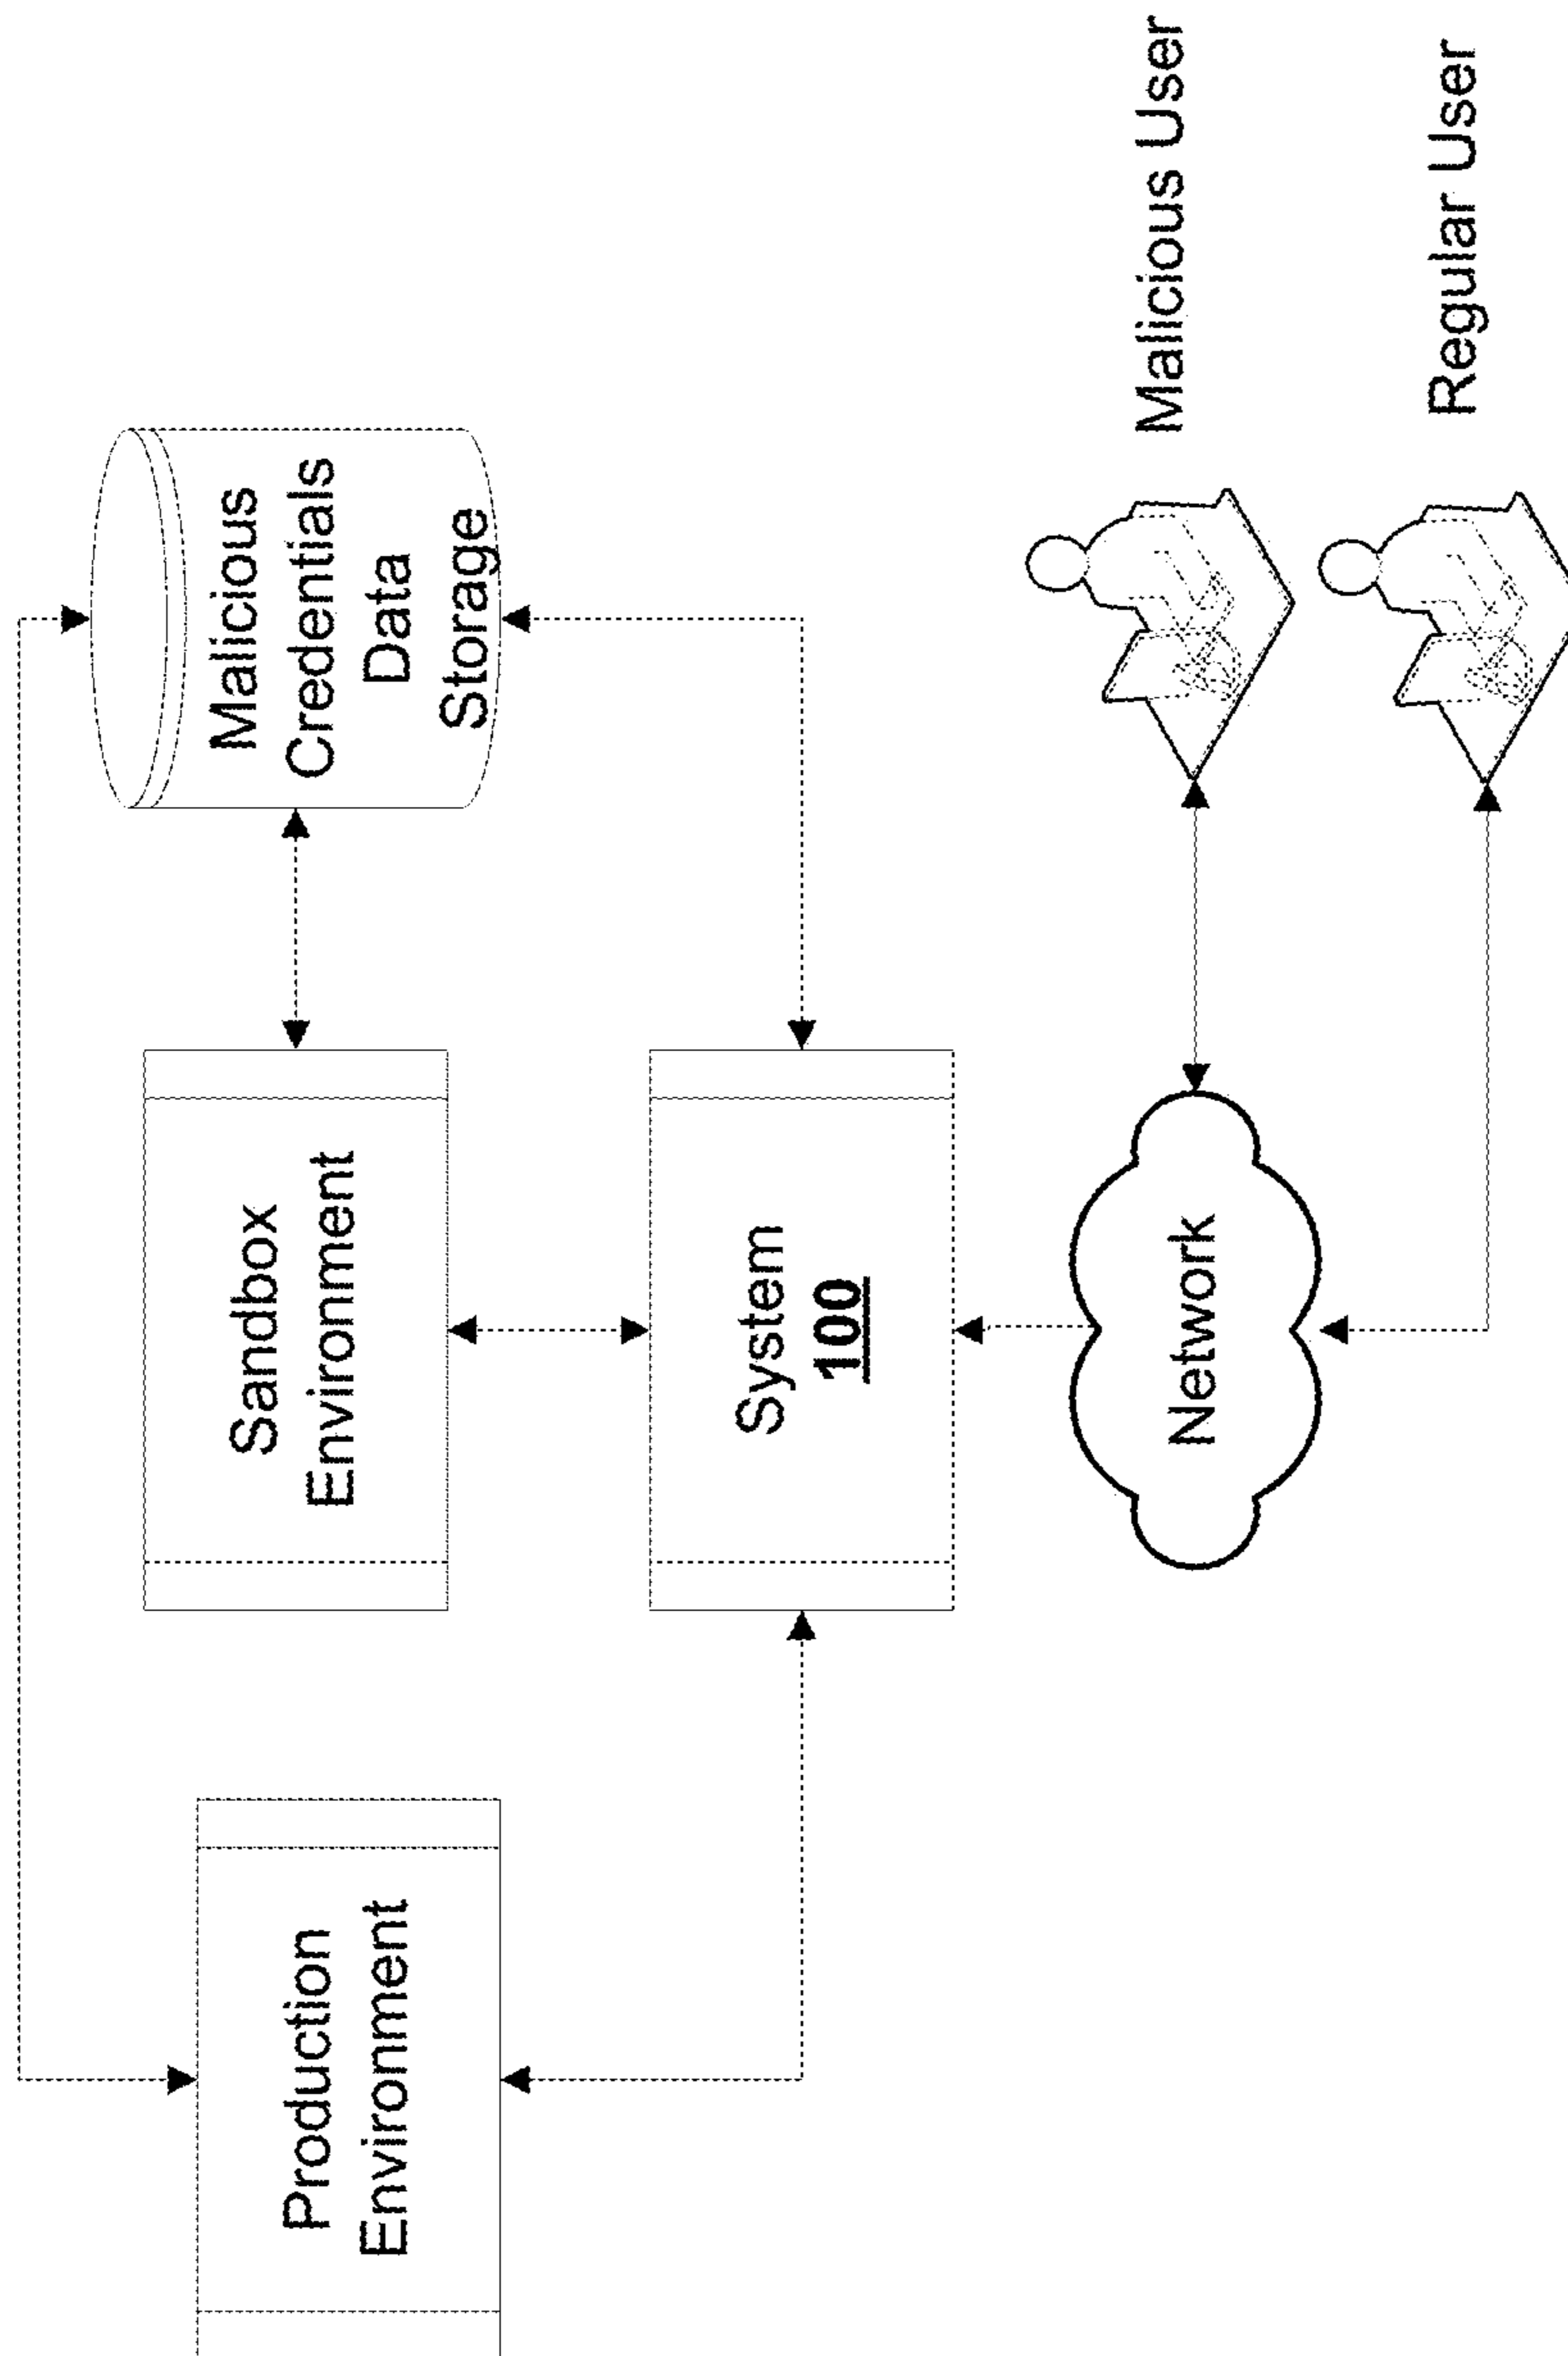 Production
Environment
Sandbox
Environment
Malicious
Credentials
Data
Storage
System
100
Network
Malicious User
Regular User